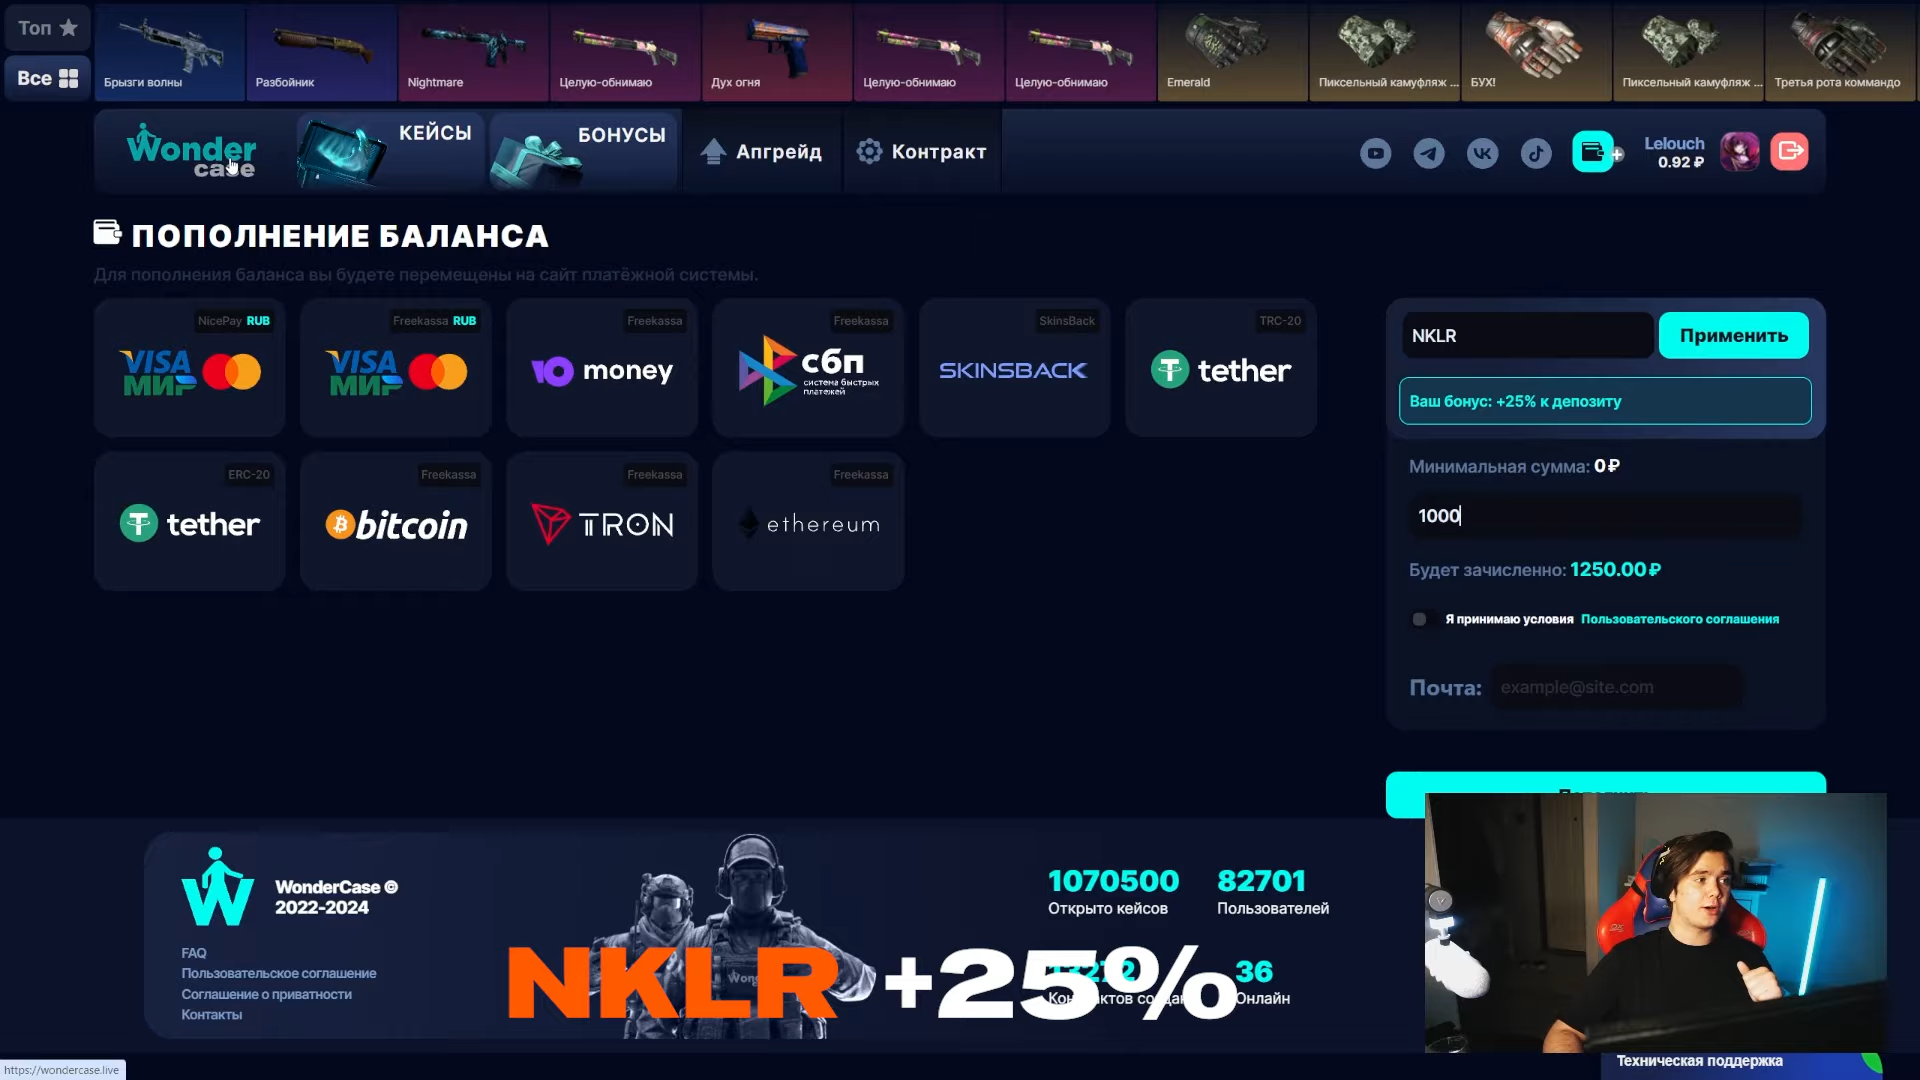 Топ
Все
Брызги волны
Разбойник
Nightmare
Целую-обнимаю
Дух огня
Целую-обнимаю
Целую-обнимаю
Emerald
Пиксельный камуфляж ...
БУХ!
Пиксельный камуфляж ...
Третья рота коммандо
Wonder case
КЕЙСЫ
БОНУСЫ
Апгрейд
Контракт
Lelouch
0.92 ₽
ПОПОЛНЕНИЕ БАЛАНСА
Для пополнения баланса вы будете перемещены на сайт платёжной системы.
NicePay RUB
VISA
МИР
Freekassa RUB
VISA
МИР
Freekassa
Ю money
Freekassa
сбп
система быстрых
платежей
SkinsBack
SKINSBACK
TRC-20
tether
ERC-20
tether
Freekassa
bitcoin
Freekassa
TRON
Freekassa
ethereum
NKLR
Применить
Ваш бонус: +25% к депозиту
Минимальная сумма: 0₽
1000
Будет зачисленно: 1250.00₽
Я принимаю условия Пользовательского соглашения
Почта: example@site.com
WonderCase ©
2022-2024
FAQ
Пользовательское соглашение
Соглашение о приватности
Контакты
1070500
Открыто кейсов
82701
Пользователей
36
Онлайн
NKLR +25%
Техническая поддержка
https://wondercase.live